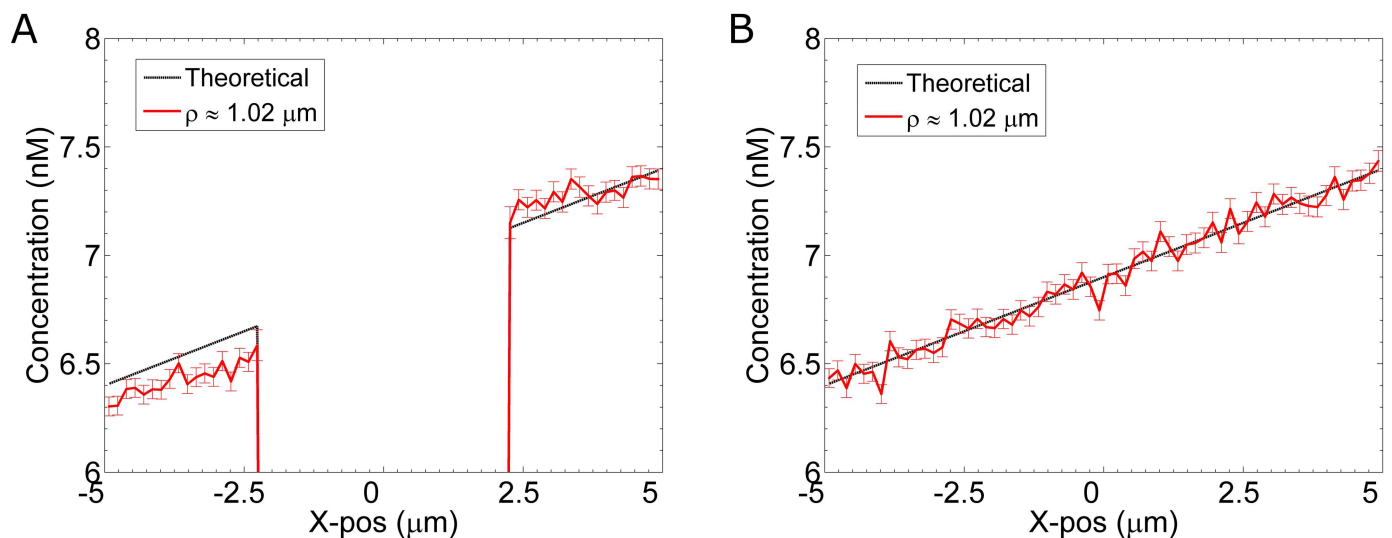 A
8
7.5
7
6.5
6
Concentration (nM)
Theoretical
ρ ≈ 1.02 μm
-5
-2.5
0
2.5
5
X-pos (μm)
B
8
7.5
7
6.5
6
Concentration (nM)
Theoretical
ρ ≈ 1.02 μm
-5
-2.5
0
2.5
5
X-pos (μm)